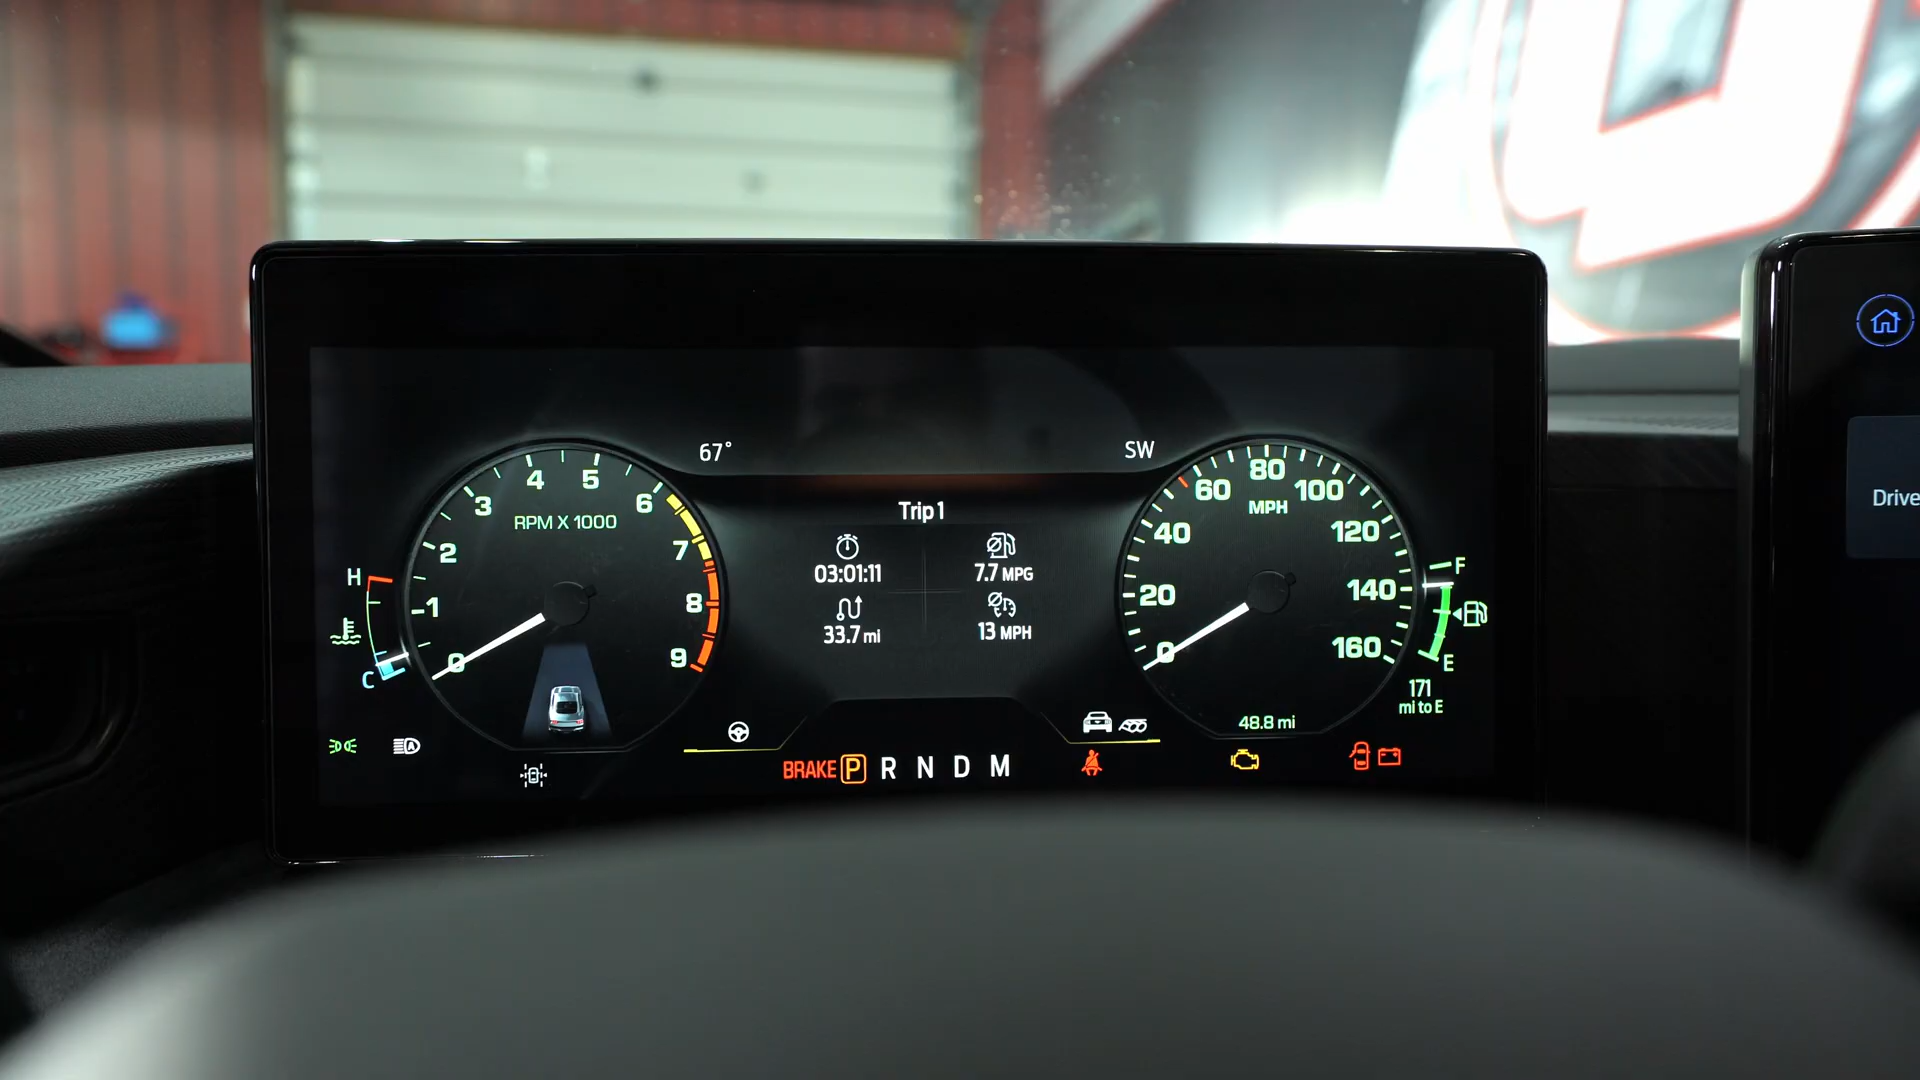 67°
SW
RPM X 1000
0
1
2
3
4
5
6
7
8
9
H
C
Trip 1
03:01:11
7.7 MPG
33.7 mi
13 MPH
MPH
0
20
40
60
80
100
120
140
160
48.8 mi
F
E
171
mi to E
A
BRAKE P R N D M
Drive